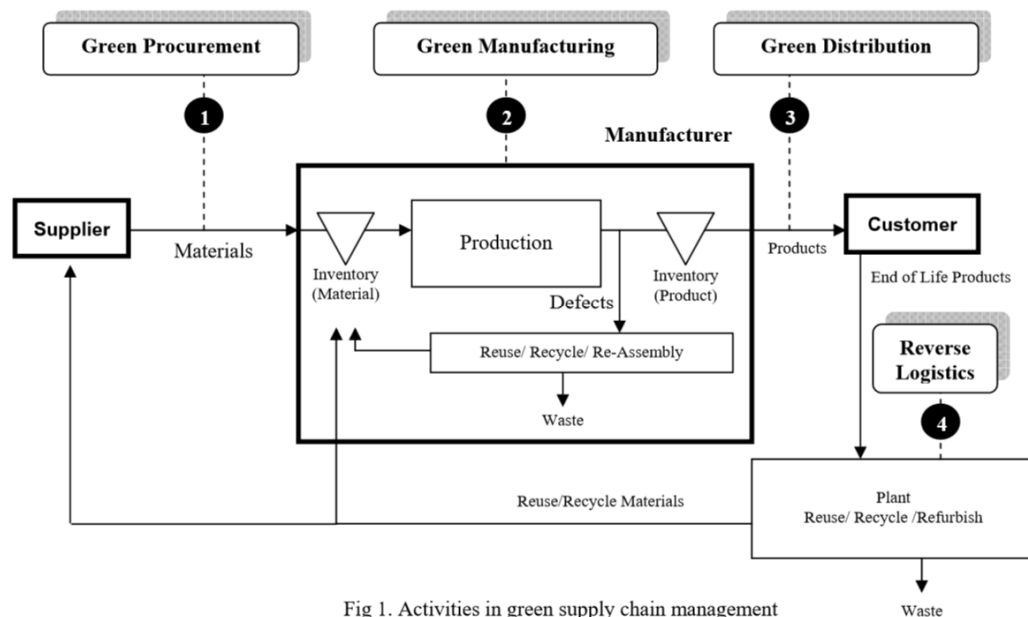 Green Procurement
Green Manufacturing
Green Distribution
1
2
3
Manufacturer
Supplier
Materials
Inventory
(Material)
Production
Inventory
(Product)
Products
Customer
Defects
End of Life Products
Reuse/ Recycle/ Re-Assembly
Waste
Reverse
Logistics
4
Reuse/Recycle Materials
Plant
Reuse/ Recycle /Refurbish
Waste
Fig 1. Activities in green supply chain management